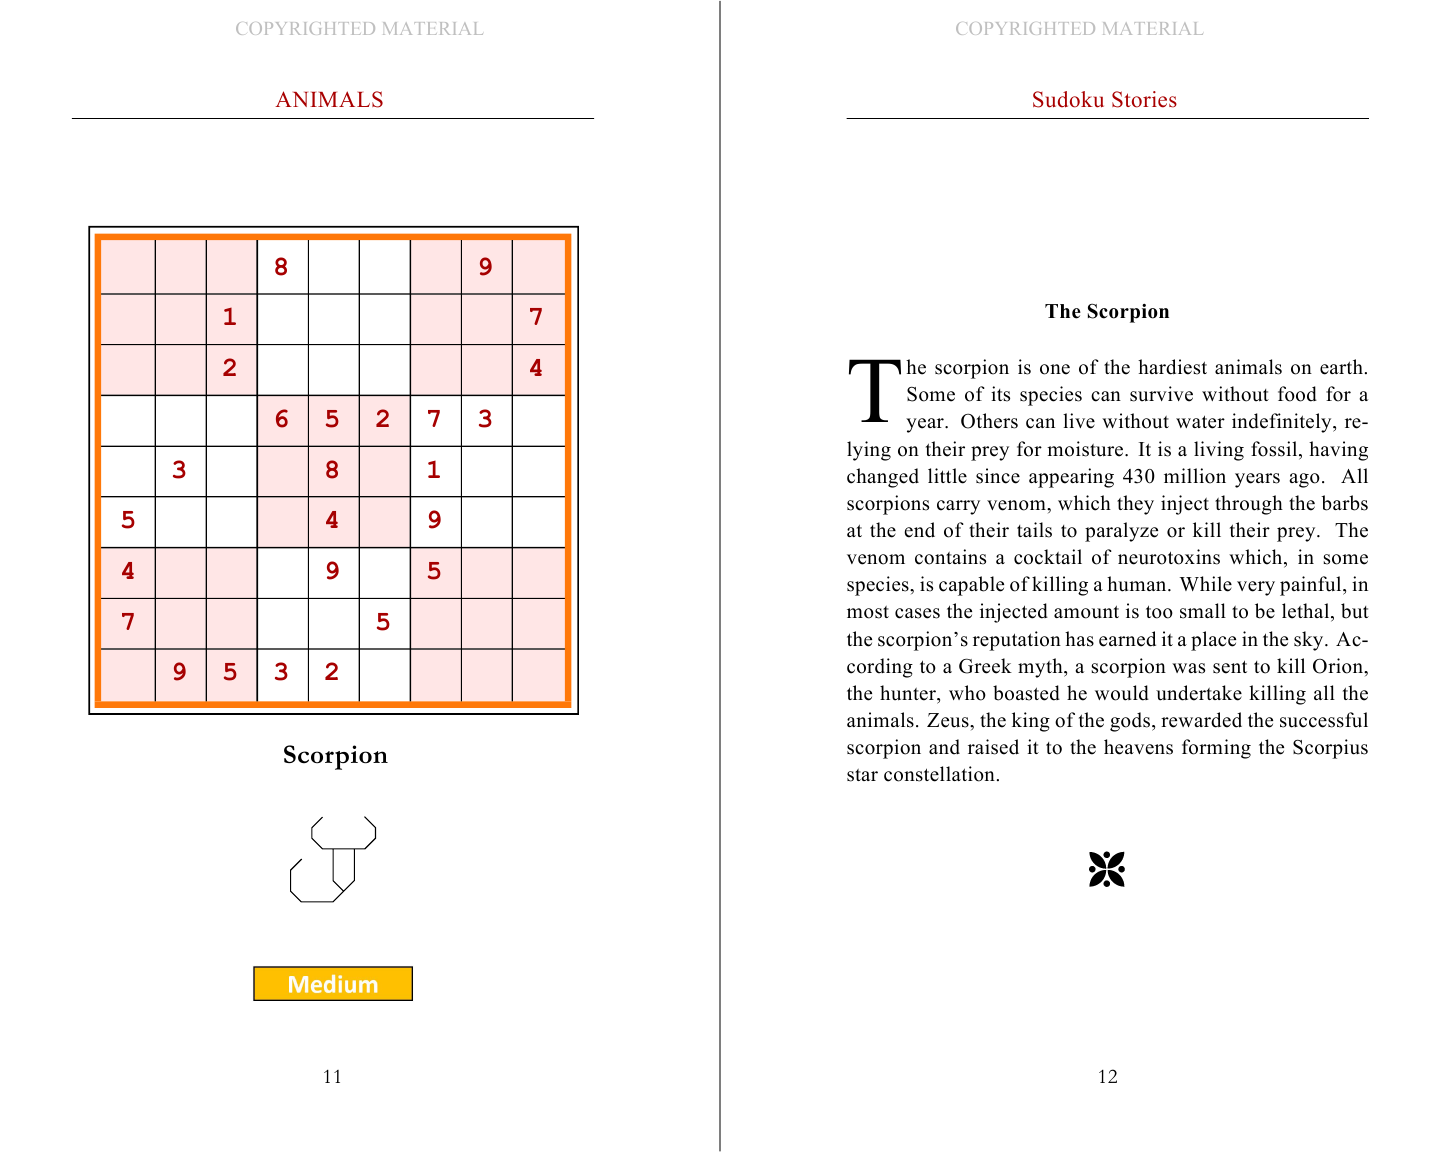 COPYRIGHTED MATERIAL
ANIMALS
8 9
1 7
2 4
6 5 2 7 3
3 8 1
5 4 9
4 9 5
7 5
9 5 3 2
Scorpion
Medium
11
COPYRIGHTED MATERIAL
Sudoku Stories
The Scorpion
The scorpion is one of the hardiest animals on earth.
Some of its species can survive without food for a
year. Others can live without water indefinitely, re-
lying on their prey for moisture. It is a living fossil, having
changed little since appearing 430 million years ago. All
scorpions carry venom, which they inject through the barbs
at the end of their tails to paralyze or kill their prey. The
venom contains a cocktail of neurotoxins which, in some
species, is capable of killing a human. While very painful, in
most cases the injected amount is too small to be lethal, but
the scorpion’s reputation has earned it a place in the sky. Ac-
cording to a Greek myth, a scorpion was sent to kill Orion,
the hunter, who boasted he would undertake killing all the
animals. Zeus, the king of the gods, rewarded the successful
scorpion and raised it to the heavens forming the Scorpius
star constellation.
12